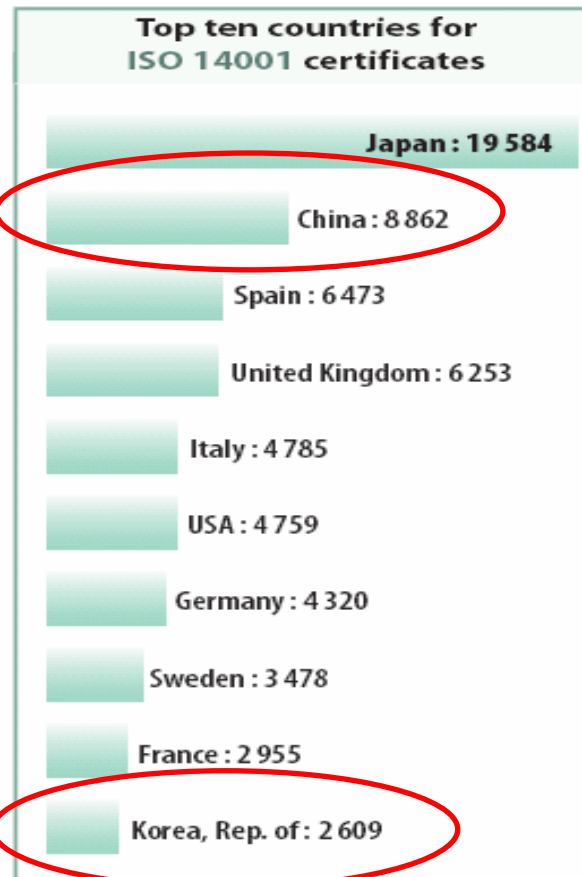 Top ten countries for
ISO 14001 certificates
Japan : 19 584
China : 8 862
Spain : 6 473
United Kingdom : 6 253
Italy : 4 785
USA : 4 759
Germany : 4 320
Sweden : 3 478
France : 2 955
Korea, Rep. of : 2 609